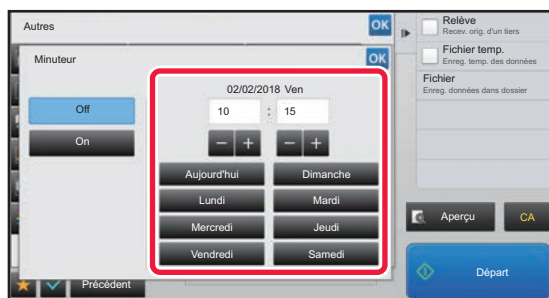 Autres
OK
Minuteur
OK
02/02/2018 Ven
10 : 15
Off
On
Aujourd'hui
Dimanche
Lundi
Mardi
Mercredi
Jeudi
Vendredi
Samedi
Précédent
Relève
Recev. orig. d'un tiers
Fichier temp.
Enreg. temp. des données
Fichier
Enreg. données dans dossier
Aperçu
CA
Départ